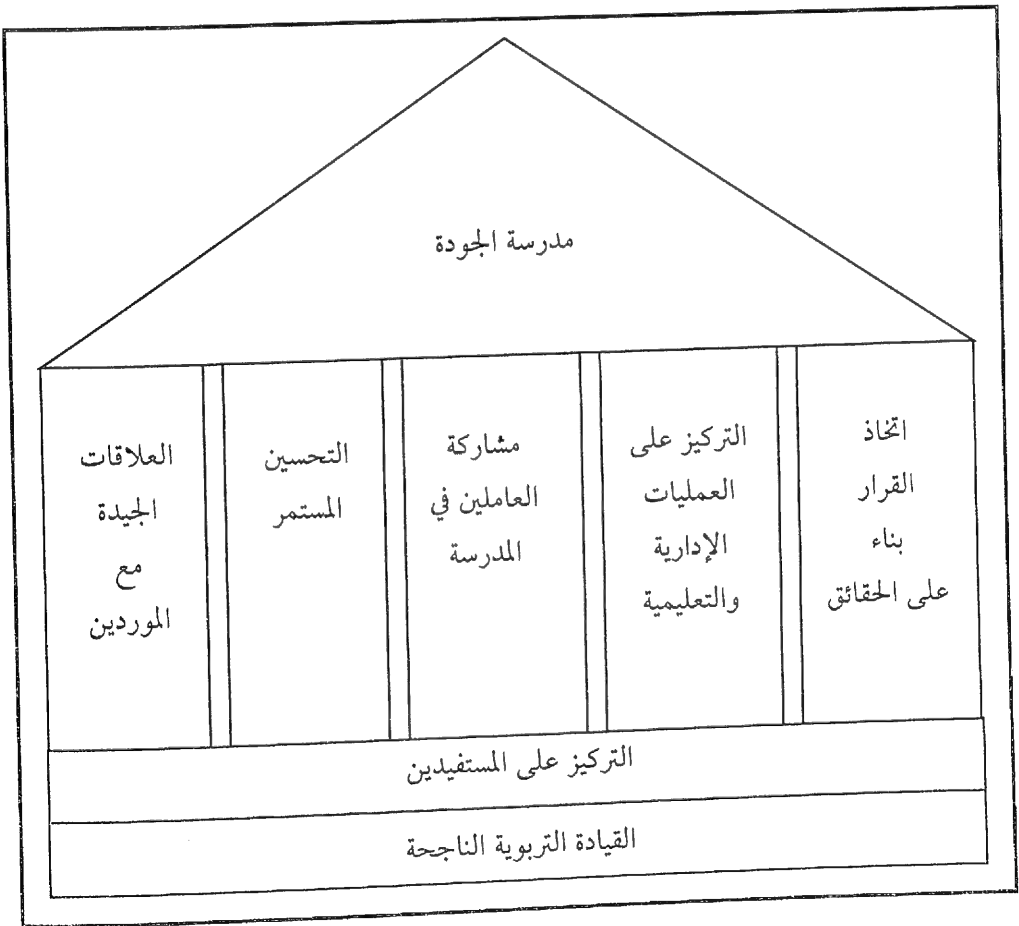 مدرسة الجودة
اتخاذ
القرار
بناء
على الحقائق
التركيز على
العمليات
الإدارية
والتعليمية
مشاركة
العاملين في
المدرسة
التحسين
المستمر
العلاقات
الجيدة
مع
الموردين
التركيز على المستفيدين
القيادة التربوية الناجحة